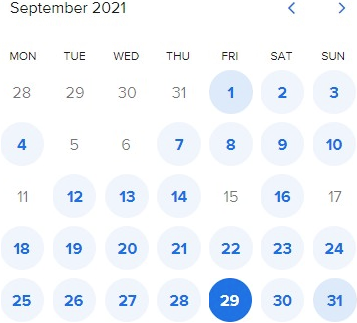 September 2021
MON TUE WED THU FRI SAT SUN
28 29 30 31 1 2 3
4 5 6 7 8 9 10
11 12 13 14 15 16 17
18 19 20 21 22 23 24
25 26 27 28 29 30 31